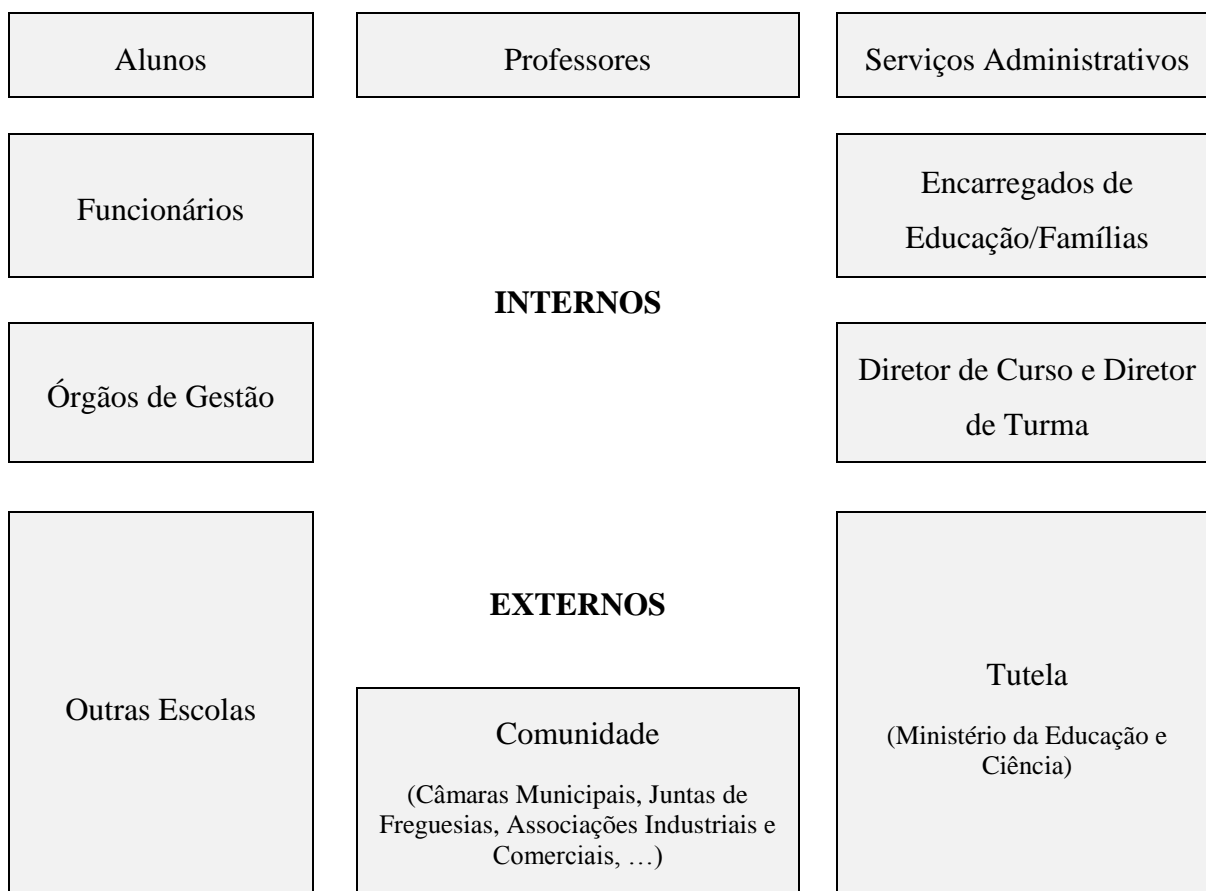 Alunos
Professores
Serviços Administrativos
Funcionários
Encarregados de
Educação/Famílias
INTERNOS
Órgãos de Gestão
Diretor de Curso e Diretor
de Turma
EXTERNOS
Outras Escolas
Comunidade
(Câmaras Municipais, Juntas de
Freguesias, Associações Industriais e
Comerciais, …)
Tutela
(Ministério da Educação e
Ciência)